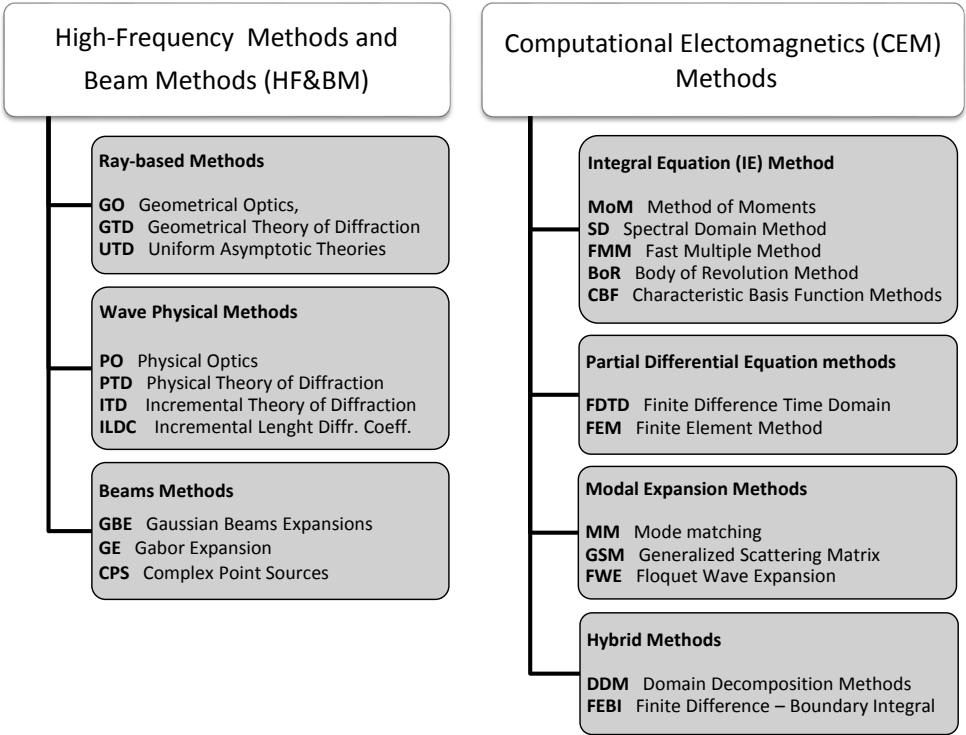 High-Frequency Methods and
Beam Methods (HF&BM)
Ray-based Methods
GO Geometrical Optics,
GTD Geometrical Theory of Diffraction
UTD Uniform Asymptotic Theories
Wave Physical Methods
PO Physical Optics
PTD Physical Theory of Diffraction
ITD Incremental Theory of Diffraction
ILDC Incremental Lenght Diffr. Coeff.
Beams Methods
GBE Gaussian Beams Expansions
GE Gabor Expansion
CPS Complex Point Sources
Computational Electomagnetics (CEM)
Methods
Integral Equation (IE) Method
MoM Method of Moments
SD Spectral Domain Method
FMM Fast Multiple Method
BoR Body of Revolution Method
CBF Characteristic Basis Function Methods
Partial Differential Equation methods
FDTD Finite Difference Time Domain
FEM Finite Element Method
Modal Expansion Methods
MM Mode matching
GSM Generalized Scattering Matrix
FWE Floquet Wave Expansion
Hybrid Methods
DDM Domain Decomposition Methods
FEBI Finite Difference – Boundary Integral